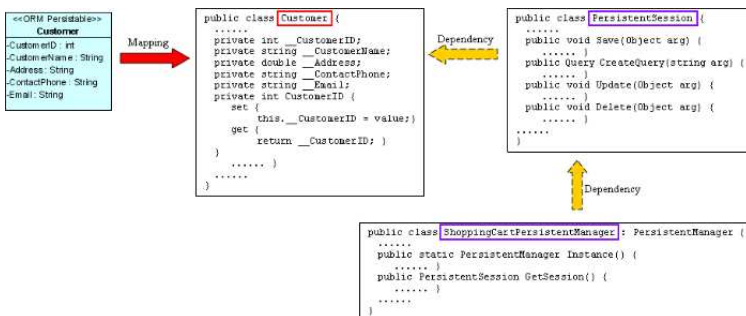 <<ORM Persistable>>
Customer
-CustomerID : int
-CustomerName : String
-Address : String
-ContactPhone : String
-Email : String
Mapping
public class Customer {
......
private int __CustomerID;
private string __CustomerName;
private double __Address;
private string __ContactPhone;
private string __Email;
private int CustomerID {
set {
this.__CustomerID = value;}
get {
return __CustomerID; }
}
...... }
......
}
Dependency
public class PersistentSession {
......
public void Save(Object arg) {
...... }
public Query CreateQuery(string arg) {
...... }
public void Update(Object arg) {
...... }
public void Delete(Object arg) {
...... }
......
}
Dependency
public class ShoppingCartPersistentManager : PersistentManager {
......
public static PersistentManager Instance() {
...... }
public PersistentSession GetSession() {
...... }
......
}